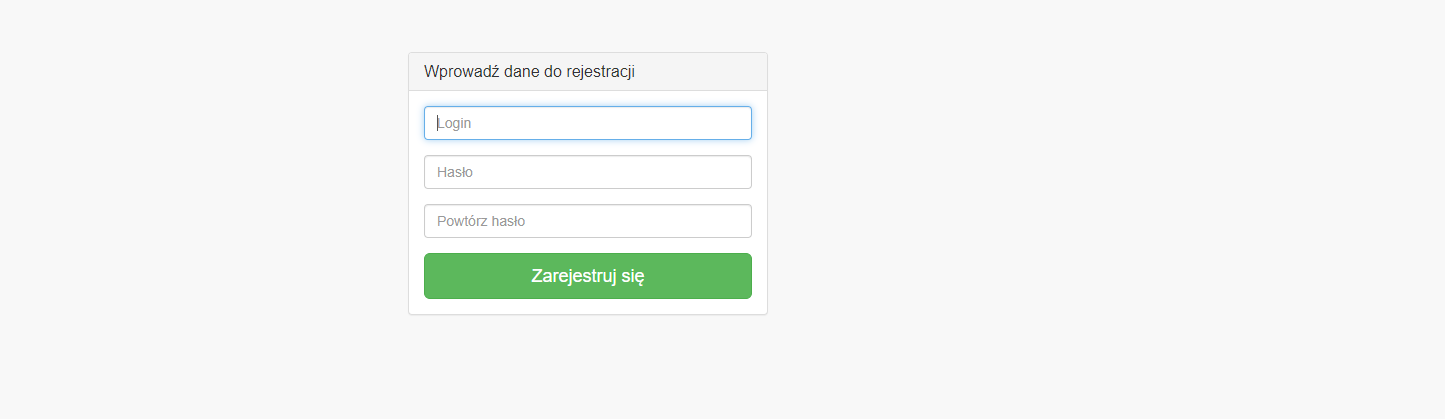 Wprowadź dane do rejestracji
Login
Hasło
Powtórz hasło
Zarejestruj się